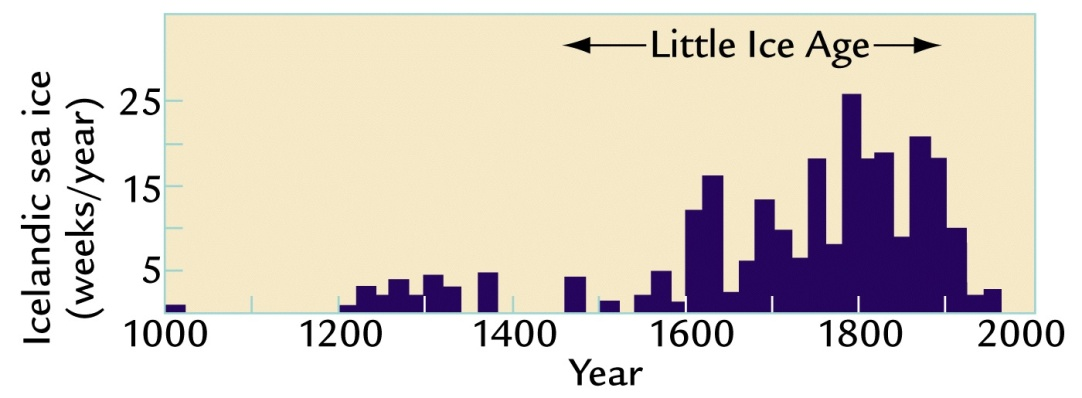 Little Ice Age
Icelandic sea ice
(weeks/year)
25
15
5
1000 1200 1400 1600 1800 2000
Year